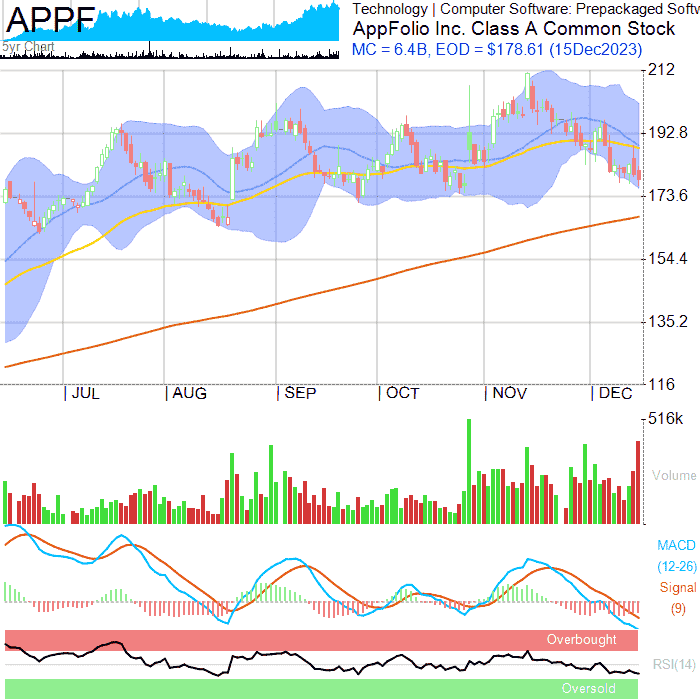 APPF
5yr Chart
Technology | Computer Software: Prepackaged Softw
AppFolio Inc. Class A Common Stock
MC = 6.4B, EOD = $178.61 (15Dec2023)
212
192.8
173.6
154.4
135.2
116
| JUL | AUG | SEP | OCT | NOV | DEC
516k
Volume
MACD
(12-26)
Signal
(9)
Overbought
RSI(14)
Oversold